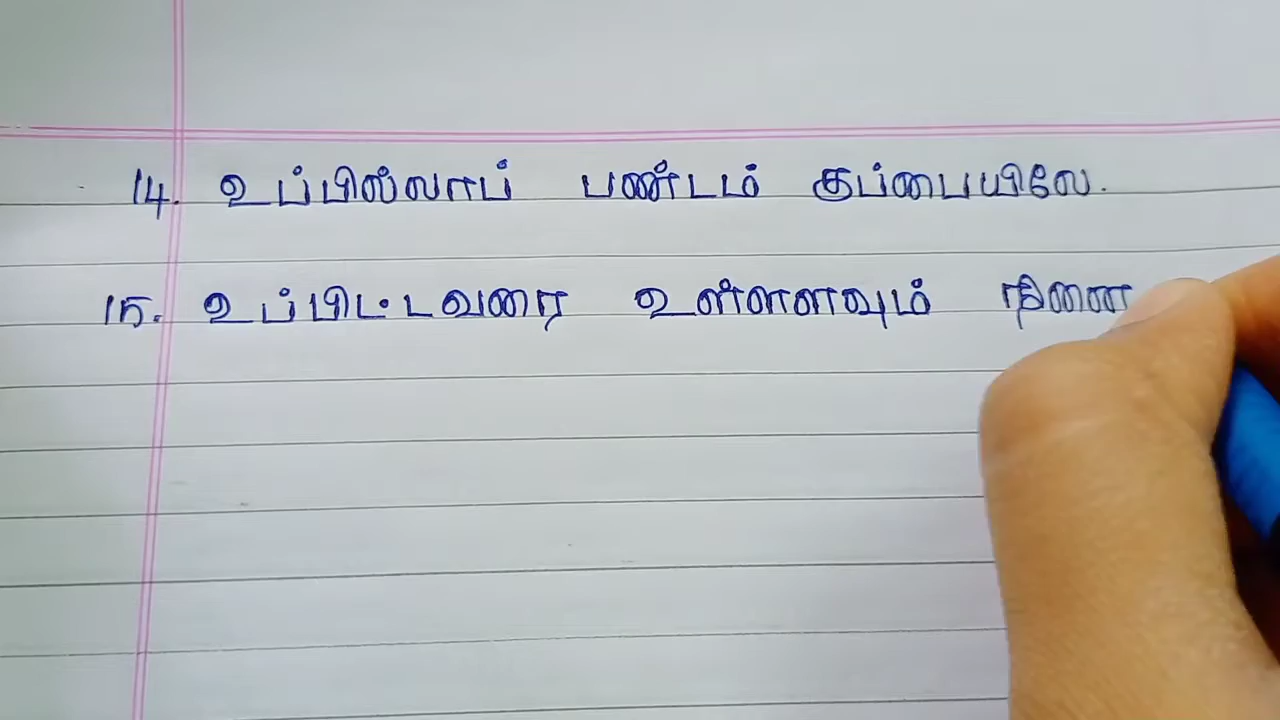 14. உப்பில்லாப் பண்டம் குப்பையிலே.
15. உப்பிட்டவரை உள்ளளவும் நினை